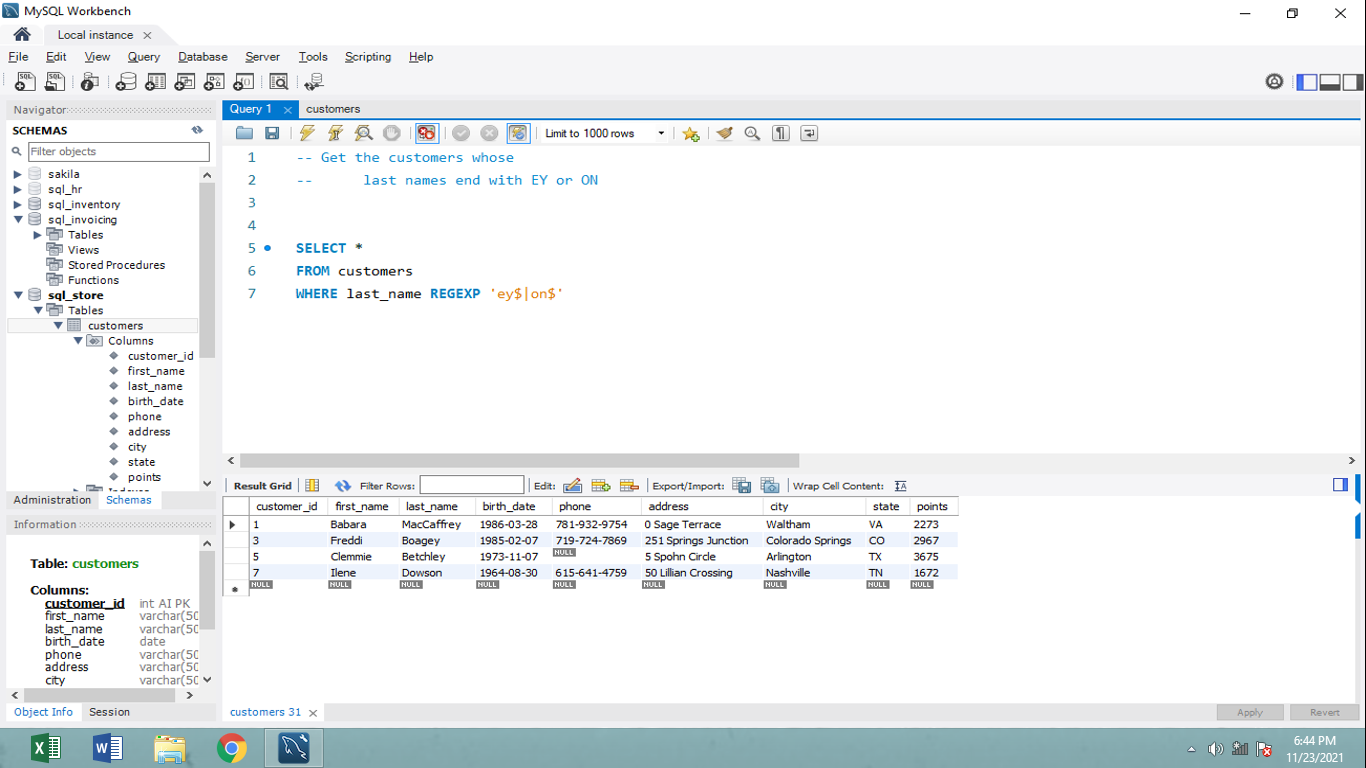 MySQL Workbench
Local instance
File Edit View Query Database Server Tools Scripting Help
Navigator
SCHEMAS
Filter objects
sakila
sql_hr
sql_inventory
sql_invoicing
Tables
Views
Stored Procedures
Functions
sql_store
Tables
customers
Columns
customer_id
first_name
last_name
birth_date
phone
address
city
state
points
Administration Schemas
Information
Table: customers
Columns:
customer_id int AI PK
first_name varchar(50
last_name varchar(50
birth_date date
phone varchar(50
address varchar(50
city varchar(50
Object Info Session
Query 1 customers
Limit to 1000 rows
1 -- Get the customers whose
2 -- last names end with EY or ON
3
4
5 SELECT *
6 FROM customers
7 WHERE last_name REGEXP 'ey$|on$'
Result Grid Filter Rows: Edit: Export/Import: Wrap Cell Content:
customer_id first_name last_name birth_date phone address city state points
1 Babara MacCaffrey 1986-03-28 781-932-9754 0 Sage Terrace Waltham VA 2273
3 Freddi Boagey 1985-02-07 719-724-7869 251 Springs Junction Colorado Springs CO 2967
5 Clemmie Betchley 1973-11-07 NULL 5 Spohn Circle Arlington TX 3675
7 Ilene Dowson 1964-08-30 615-641-4759 50 Lillian Crossing Nashville TN 1672
NULL NULL NULL NULL NULL NULL NULL NULL NULL
customers 31 Apply Revert
6:44 PM
11/23/2021